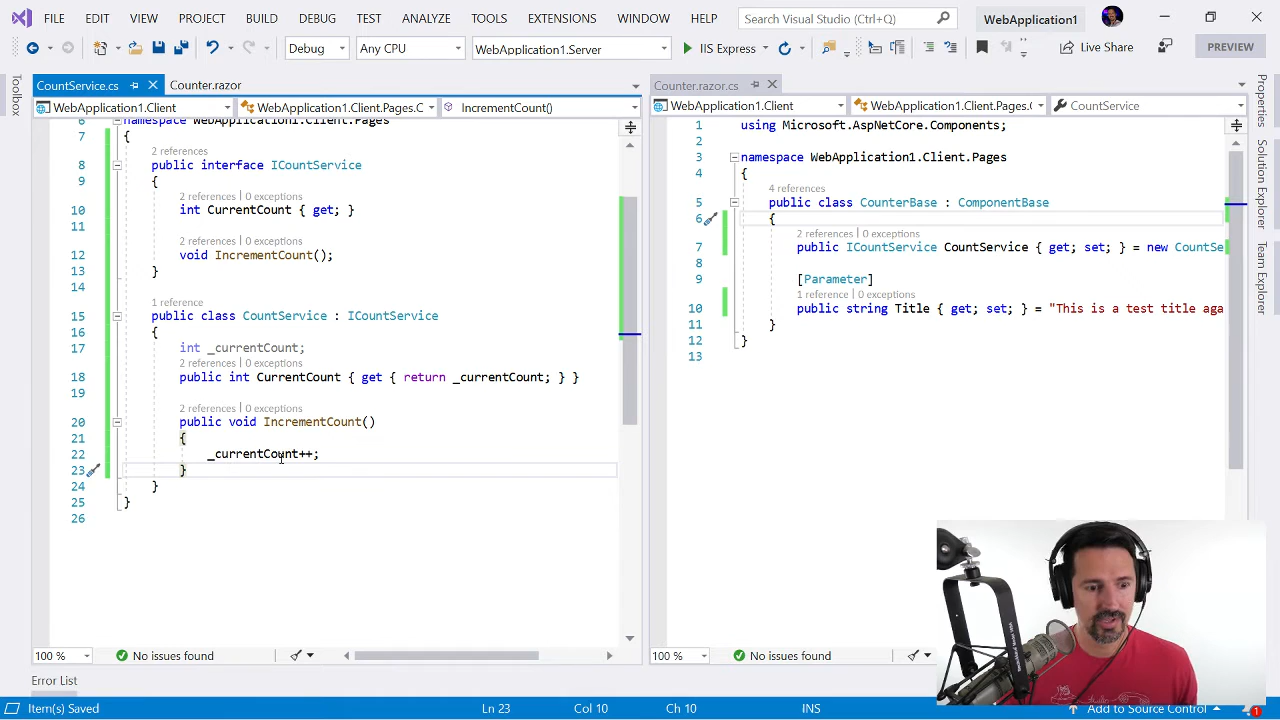 FILE EDIT VIEW PROJECT BUILD DEBUG TEST ANALYZE TOOLS EXTENSIONS WINDOW HELP Search Visual Studio (Ctrl+Q) WebApplication1
Debug Any CPU WebApplication1.Server IIS Express Live Share PREVIEW
Toolbox
CountService.cs Counter.razor
WebApplication1.Client WebApplication1.Client.Pages.C IncrementCount()
6 namespace WebApplication1.Client.Pages
7 {
2 references
8 public interface ICountService
9 {
2 references | 0 exceptions
10 int CurrentCount { get; }
11
2 references | 0 exceptions
12 void IncrementCount();
13 }
14
1 reference
15 public class CountService : ICountService
16 {
17 int _currentCount;
2 references | 0 exceptions
18 public int CurrentCount { get { return _currentCount; } }
19
2 references | 0 exceptions
20 public void IncrementCount()
21 {
22 _currentCount++;
23 }
24 }
25 }
26
100 % No issues found
Counter.razor.cs
WebApplication1.Client WebApplication1.Client.Pages.( CountService
1 using Microsoft.AspNetCore.Components;
2
3 namespace WebApplication1.Client.Pages
4 {
4 references
5 public class CounterBase : ComponentBase
6 {
2 references | 0 exceptions
7 public ICountService CountService { get; set; } = new CountSe
8
9 [Parameter]
1 reference | 0 exceptions
10 public string Title { get; set; } = "This is a test title aga
11 }
12 }
13
100 % No issues found
Properties
Solution Explorer
Team Explorer
Error List
Item(s) Saved Ln 23 Col 10 Ch 10 INS Add to Source Control 1